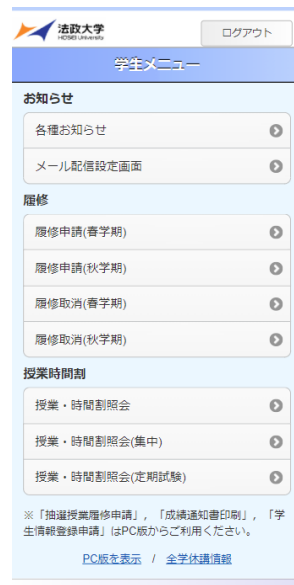 法政大学
HOSEI University
ログアウト
学生メニュー
お知らせ
各種お知らせ
メール配信設定画面
履修
履修申請(春学期)
履修申請(秋学期)
履修取消(春学期)
履修取消(秋学期)
授業時間割
授業・時間割照会
授業・時間割照会(集中)
授業・時間割照会(定期試験)
※「抽選授業履修申請」,「成績通知書印刷」,「学
生情報登録申請」はPC版からご利用ください。
PC版を表示 / 全学休講情報